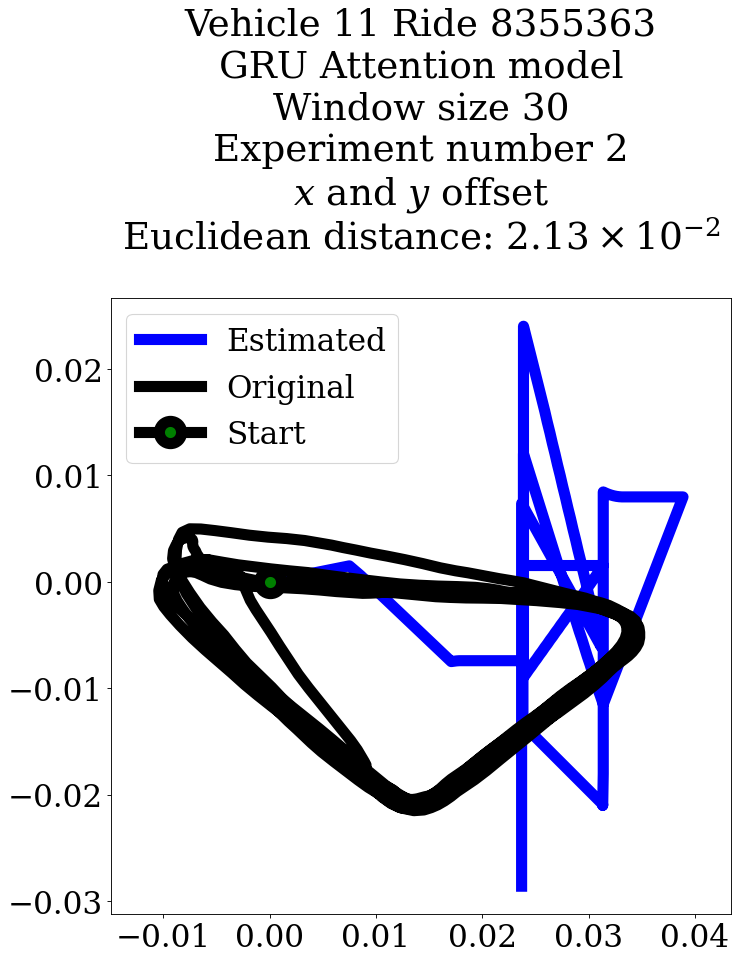 Vehicle 11 Ride 8355363
GRU Attention model
Window size 30
Experiment number 2
x and y offset
Euclidean distance: 2.13 × 10⁻²
Estimated
Original
Start
0.02
0.01
0.00
−0.01
−0.02
−0.03
−0.01 0.00 0.01 0.02 0.03 0.04